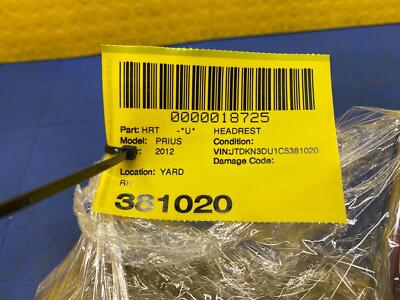 0000018725
Part: HRT -*U* HEADREST
Model: PRIUS Condition:
2012 VIN:JTDKN3DU1C5381020
Damage Code:
Location: YARD
RH
381020